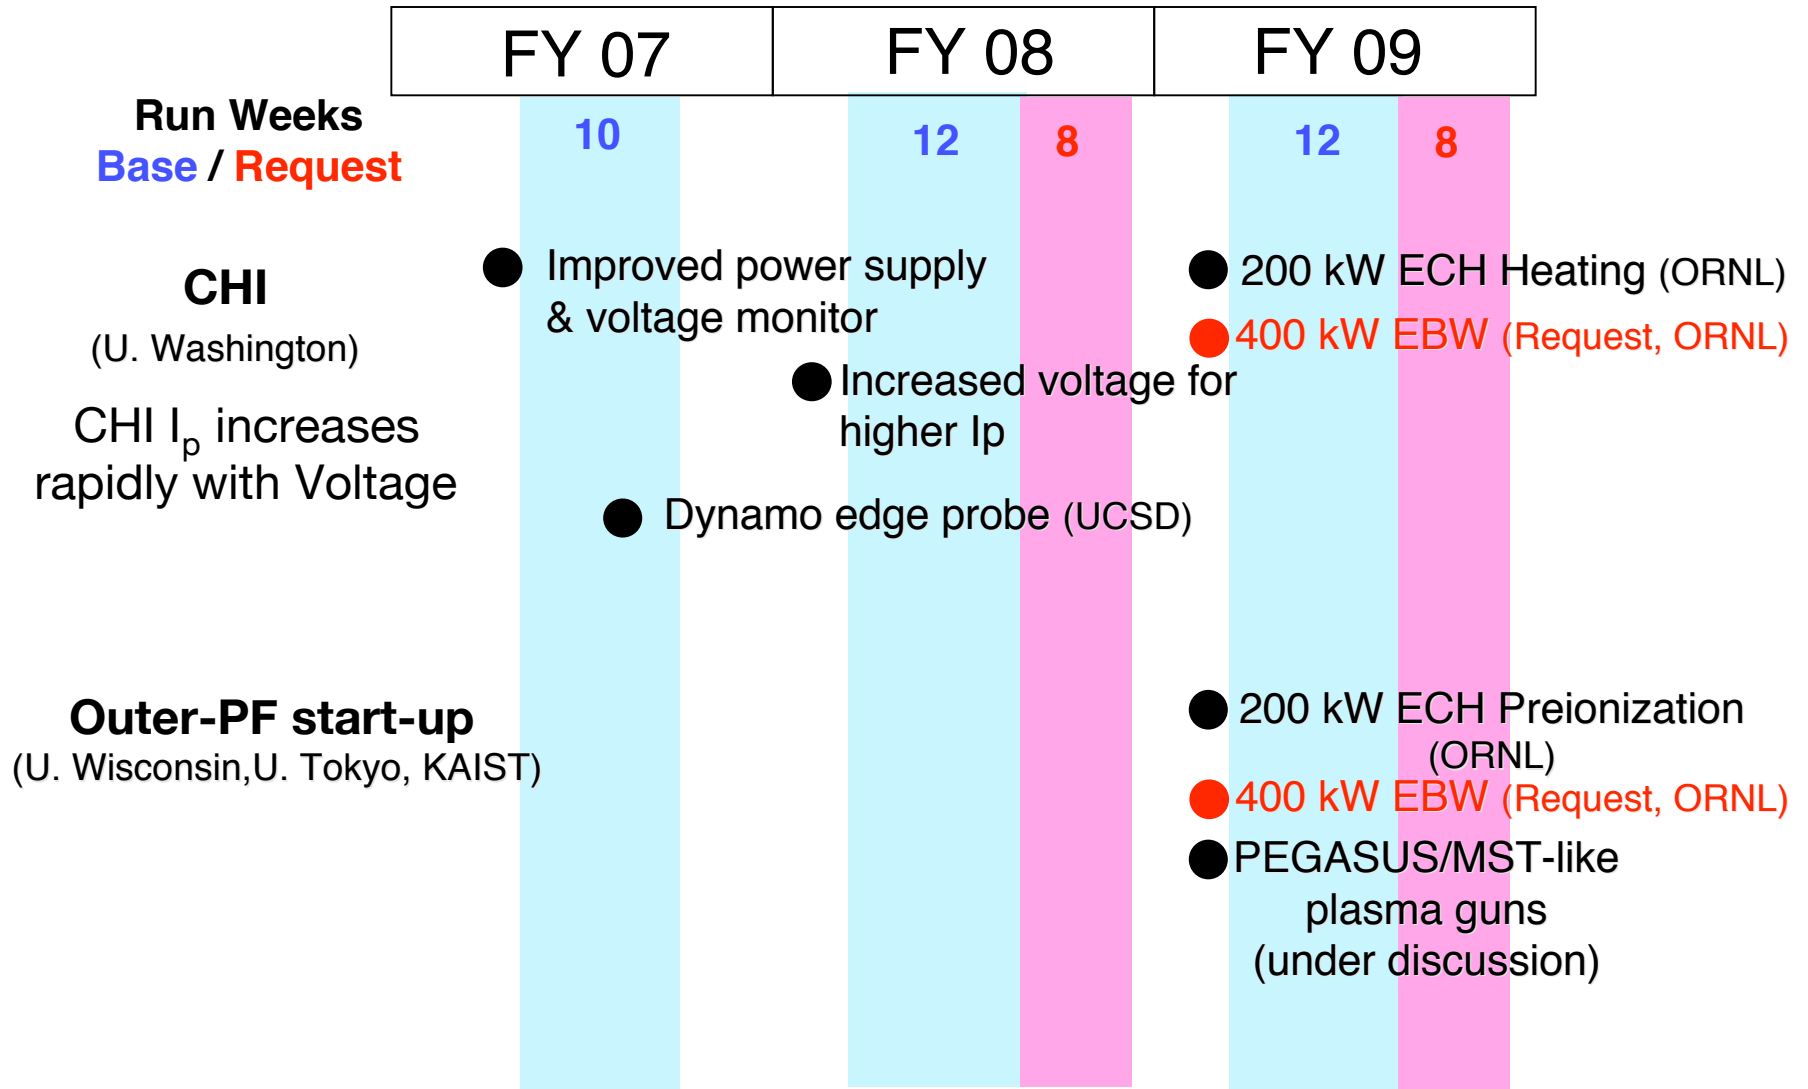 FY 07 FY 08 FY 09
Run Weeks
Base / Request
10 12 8 12 8
CHI
(U. Washington)
CHI Ip increases
rapidly with Voltage
Improved power supply
& voltage monitor
Increased voltage for
higher Ip
Dynamo edge probe (UCSD)
200 kW ECH Heating (ORNL)
400 kW EBW (Request, ORNL)
Outer-PF start-up
(U. Wisconsin,U. Tokyo, KAIST)
200 kW ECH Preionization
(ORNL)
400 kW EBW (Request, ORNL)
PEGASUS/MST-like
plasma guns
(under discussion)